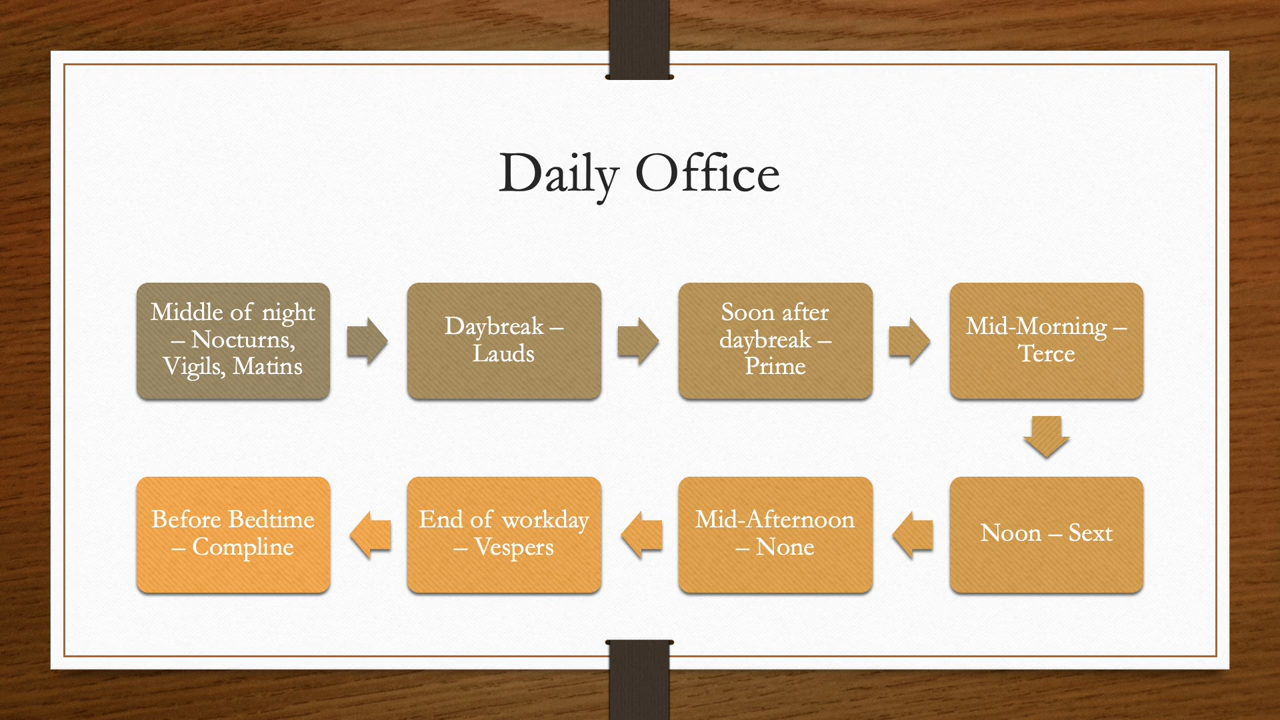 Daily Office
Middle of night
– Nocturns,
Vigils, Matins
Daybreak –
Lauds
Soon after
daybreak –
Prime
Mid-Morning –
Terce
Noon – Sext
Mid-Afternoon
– None
End of workday
– Vespers
Before Bedtime
– Compline